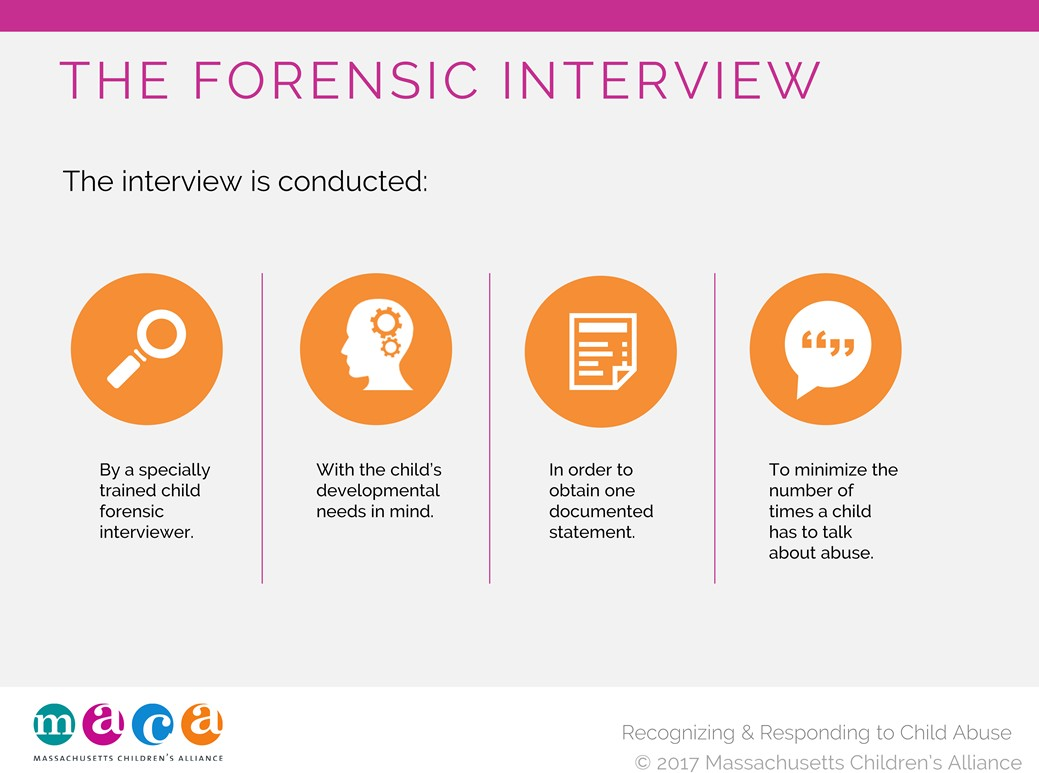 THE FORENSIC INTERVIEW
The interview is conducted:
By a specially
trained child
forensic
interviewer.
With the child's
developmental
needs in mind.
In order to
obtain one
documented
statement.
To minimize the
number of
times a child
has to talk
about abuse.
maca
MASSACHUSETTS CHILDREN'S ALLIANCE
Recognizing & Responding to Child Abuse
© 2017 Massachusetts Children's Alliance